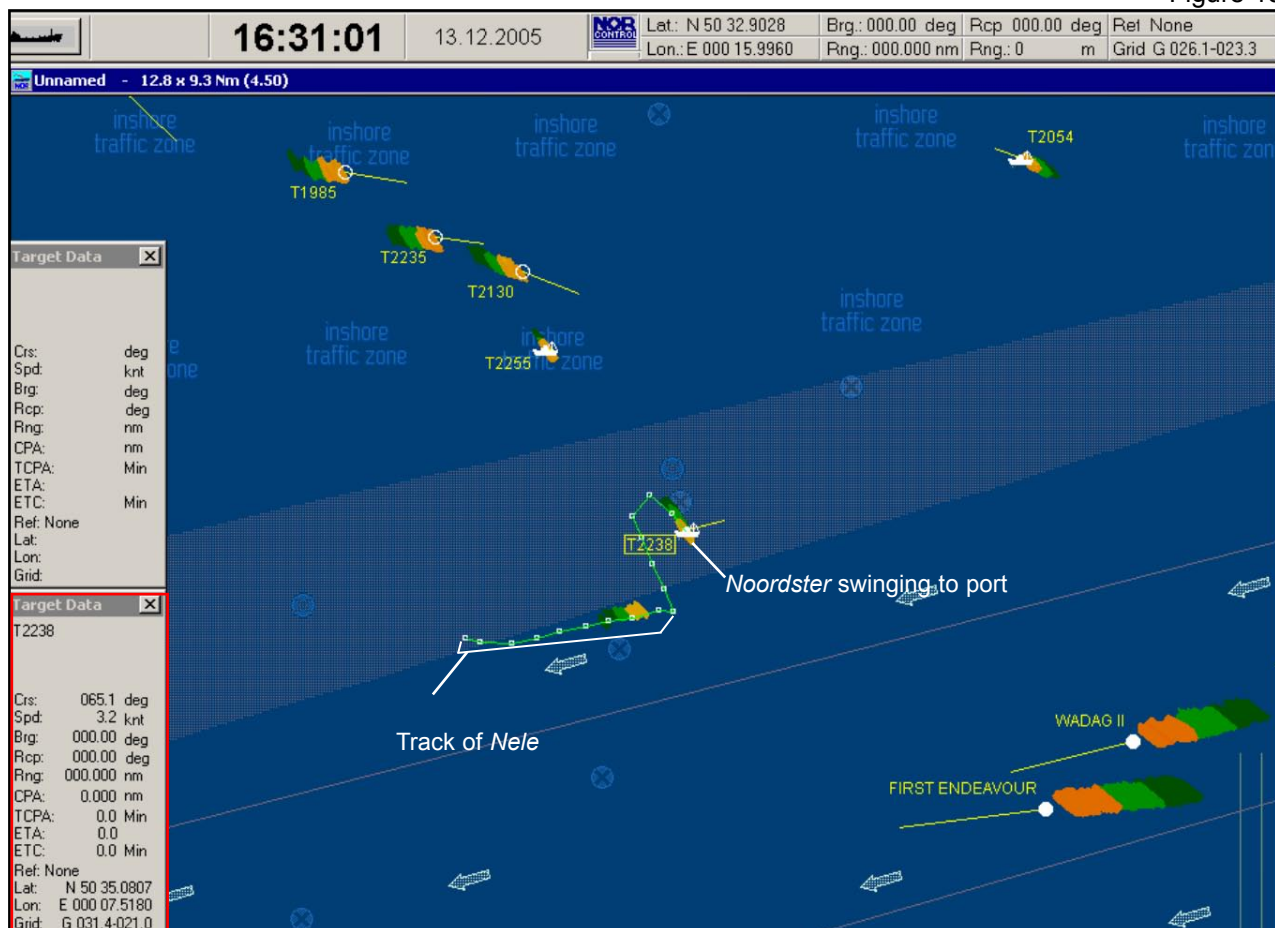 Figure
16:31:01
13.12.2005
NOR CONTROL
Lat.: N 50 32.9028
Brg.: 000.00 deg
Rcp 000.00 deg
Ref None
Lon.: E 000 15.9960
Rng.: 000.000 nm
Rng.: 0 m
Grid G 026.1-023.3
Unnamed - 12.8 x 9.3 Nm (4.50)
inshore
traffic zone
inshore
traffic zone
inshore
traffic zone
inshore
traffic zone
inshore
traffic zon
T2054
T1985
T2235
T2130
inshore
traffic zone
inshore
traffic zone
inshore
traffic zone
T2255
e
one
Target Data
Crs: deg
Spd: knt
Brg: deg
Rcp: deg
Rng: nm
CPA: nm
TCPA: Min
ETA:
ETC: Min
Ref: None
Lat:
Lon:
Grid:
T2238
Noordster swinging to port
Track of Nele
WADAG II
FIRST ENDEAVOUR
Target Data
T2238
Crs: 065.1 deg
Spd: 3.2 knt
Brg: 000.00 deg
Rcp: 000.00 deg
Rng: 000.000 nm
CPA: 0.000 nm
TCPA: 0.0 Min
ETA: 0.0
ETC: 0.0 Min
Ref: None
Lat: N 50 35.0807
Lon: E 000 07.5180
Grid: G 031.4-021.0